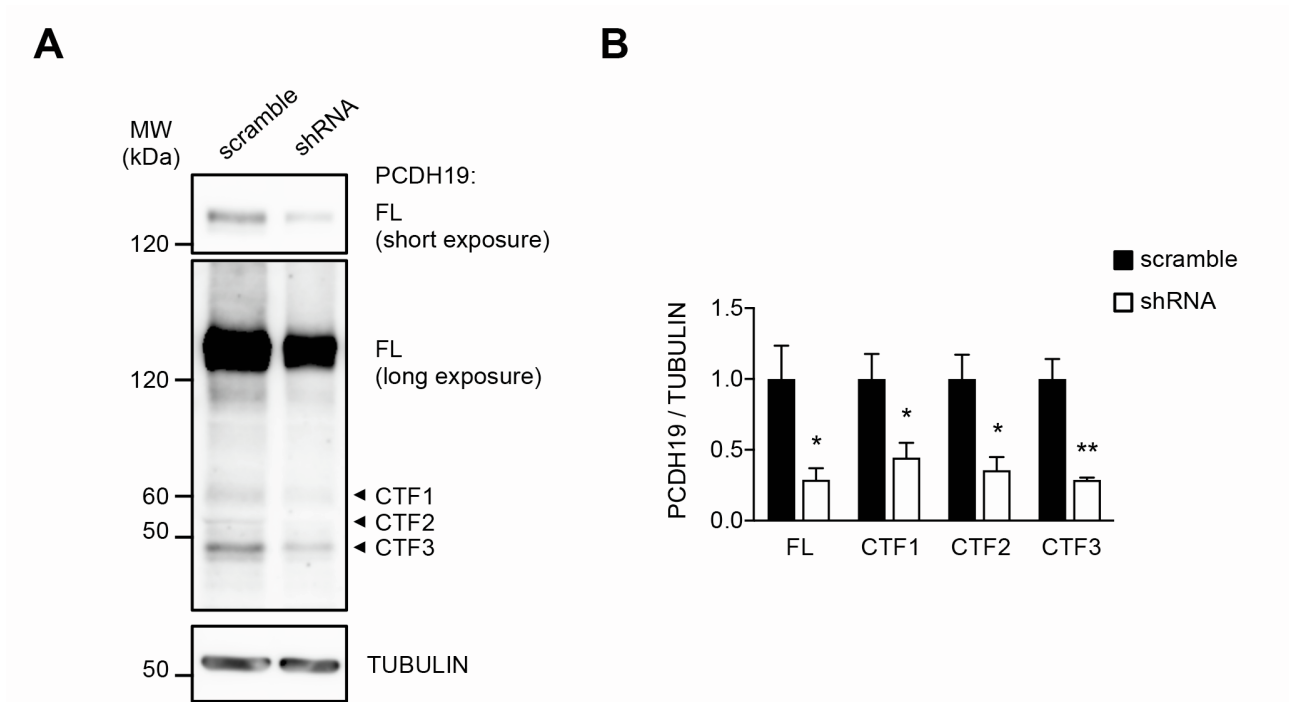 A
B
MW
(kDa)
scramble
shRNA
PCDH19:
FL
(short exposure)
120
FL
(long exposure)
120
60
50
◄ CTF1
◄ CTF2
◄ CTF3
50
TUBULIN
scramble
shRNA
PCDH19 / TUBULIN
1.5
1.0
0.5
0.0
*
*
*
**
FL CTF1 CTF2 CTF3